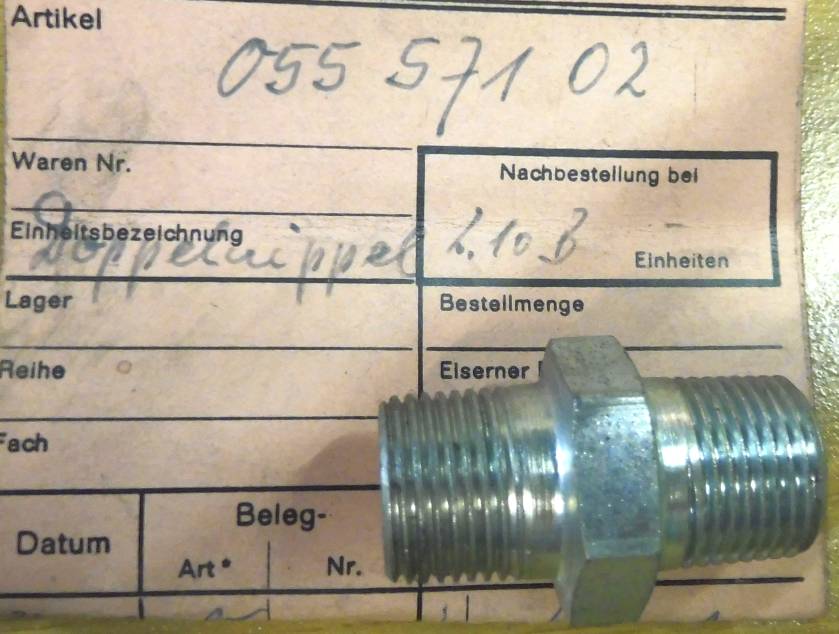 Artikel
055 571 02
Waren Nr.
Nachbestellung bei
Einheitsbezeichnung
Doppelnippel
Einheiten
Lager
Bestellmenge
Reihe
Eiserner
Fach
Datum
Beleg-
Art*
Nr.